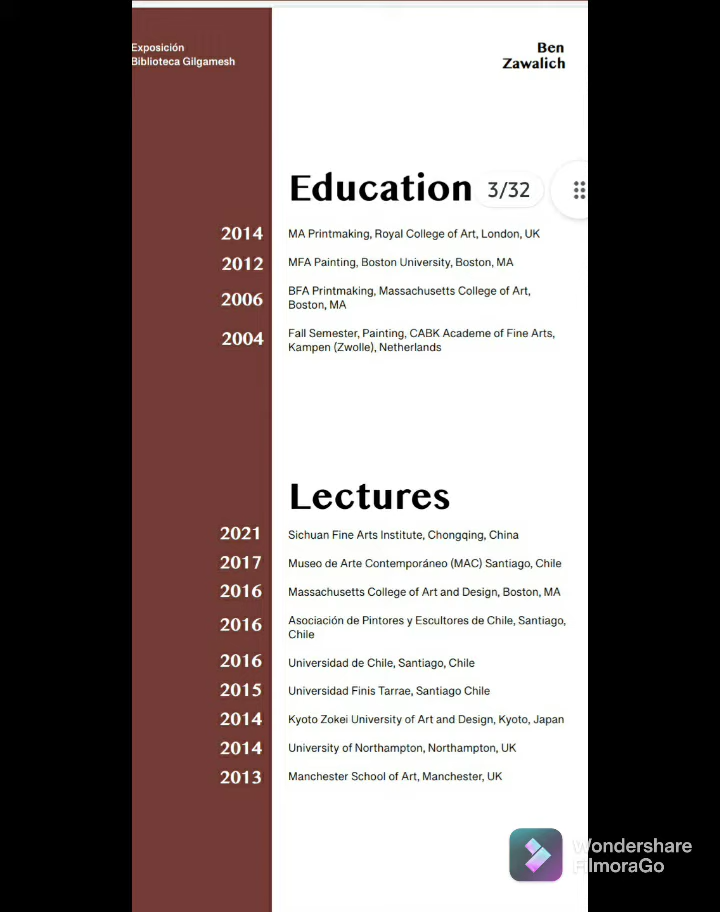 Exposición
Biblioteca Gilgamesh
Ben
Zawalich
Education
3/32
2014 MA Printmaking, Royal College of Art, London, UK
2012 MFA Painting, Boston University, Boston, MA
2006 BFA Printmaking, Massachusetts College of Art,
Boston, MA
2004 Fall Semester, Painting, CABK Academe of Fine Arts,
Kampen (Zwolle), Netherlands
Lectures
2021 Sichuan Fine Arts Institute, Chongqing, China
2017 Museo de Arte Contemporáneo (MAC) Santiago, Chile
2016 Massachusetts College of Art and Design, Boston, MA
2016 Asociación de Pintores y Escultores de Chile, Santiago,
Chile
2016 Universidad de Chile, Santiago, Chile
2015 Universidad Finis Tarrae, Santiago Chile
2014 Kyoto Zokei University of Art and Design, Kyoto, Japan
2014 University of Northampton, Northampton, UK
2013 Manchester School of Art, Manchester, UK
Wondershare
FilmoraGo